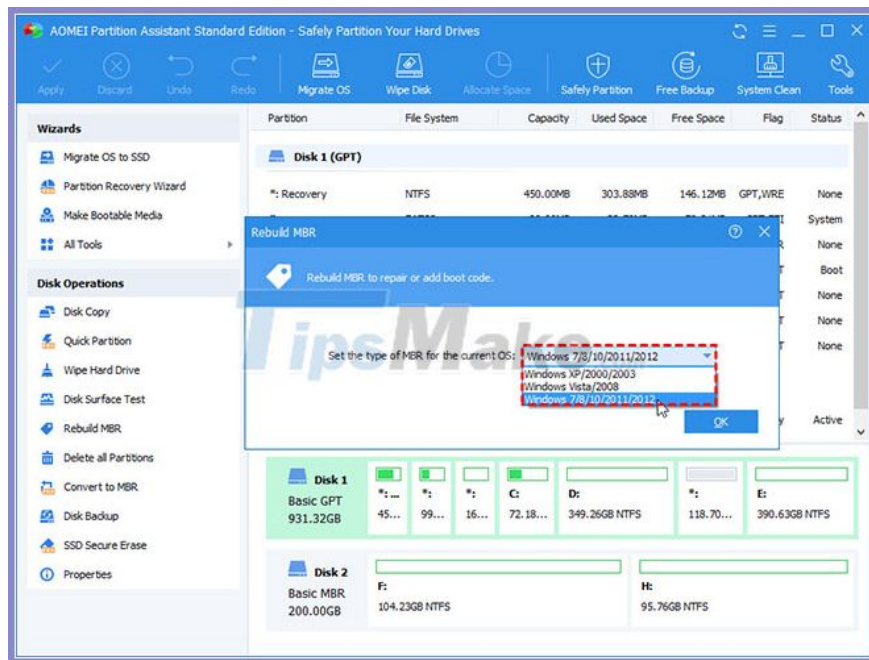 AOMEI Partition Assistant Standard Edition - Safely Partition Your Hard Drives
Apply Discard Undo Redo Migrate OS Wipe Disk Allocate Space Safely Partition Free Backup System Clean Tools
Wizards
Migrate OS to SSD
Partition Recovery Wizard
Make Bootable Media
All Tools
Disk Operations
Disk Copy
Quick Partition
Wipe Hard Drive
Disk Surface Test
Rebuild MBR
Delete all Partitions
Convert to MBR
Disk Backup
SSD Secure Erase
Properties
Partition File System Capacity Used Space Free Space Flag Status
Disk 1 (GPT)
*: Recovery NTFS 450.00MB 303.88MB 146.12MB GPT,WRE None
System
None
Boot
None
None
None
Active
Rebuild MBR
Rebuild MBR to repair or add boot code.
TipsMake
Set the type of MBR for the current OS: Windows 7/8/10/2011/2012
Windows XP/2000/2003
Windows Vista/2008
Windows 7/8/10/2011/2012
OK
Disk 1
Basic GPT
931.32GB
*: ... *: *: C: D: *: E:
45... 99... 16... 72.18... 349.26GB NTFS 118.70... 390.63GB NTFS
Disk 2
Basic MBR
200.00GB
F: H:
104.23GB NTFS 95.76GB NTFS